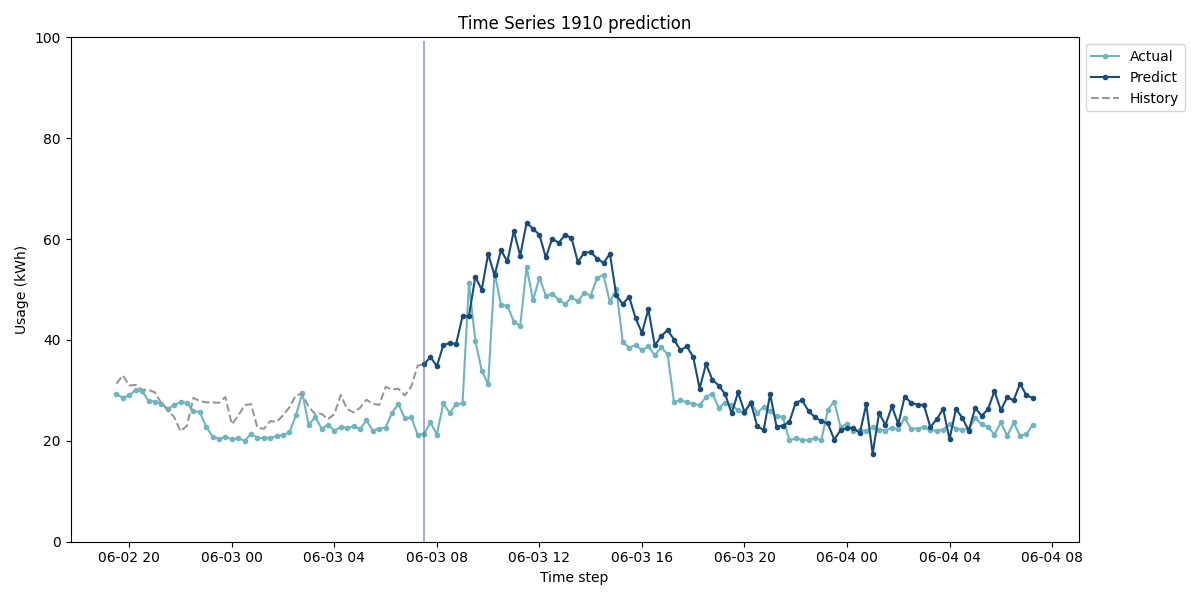 Time Series 1910 prediction
100
80
60
40
20
0
Usage (kWh)
06-02 20
06-03 00
06-03 04
06-03 08
06-03 12
06-03 16
06-03 20
06-04 00
06-04 04
06-04 08
Time step
Actual
Predict
History